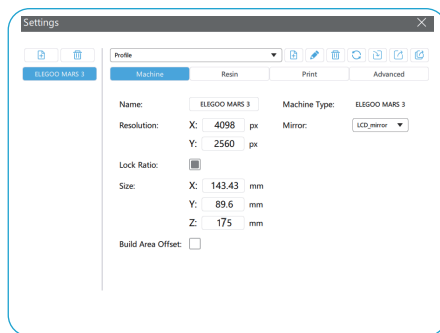 Settings
Profile
ELEGOO MARS 3
Machine Resin Print Advanced
Name: ELEGOO MARS 3 Machine Type: ELEGOO MARS 3
Resolution: X: 4098 px Mirror: LCD_mirror
Y: 2560 px
Lock Ratio:
Size: X: 143.43 mm
Y: 89.6 mm
Z: 175 mm
Build Area Offset: